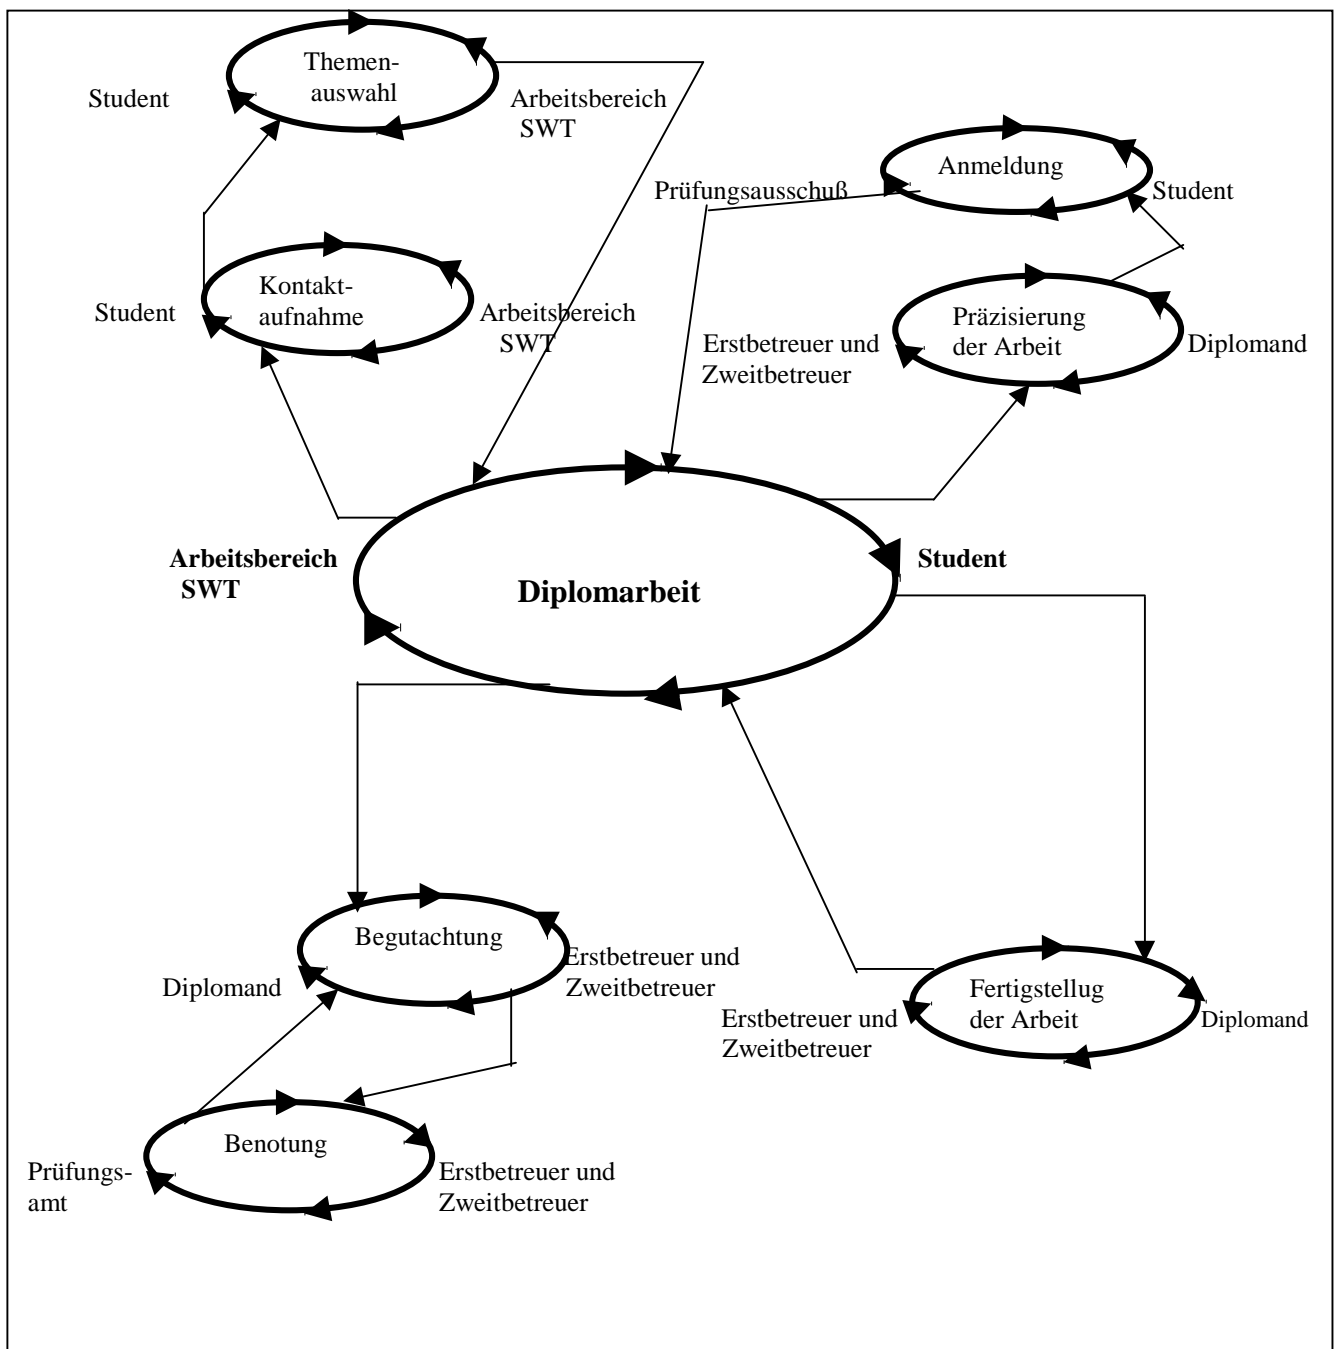 Themen-
auswahl
Student
Arbeitsbereich
SWT
Anmeldung
Prüfungsausschuß
Student
Kontakt-
aufnahme
Student
Arbeitsbereich
SWT
Präzisierung
der Arbeit
Erstbetreuer und
Zweitbetreuer
Diplomand
Arbeitsbereich
SWT
Student
Diplomarbeit
Begutachtung
Erstbetreuer und
Zweitbetreuer
Diplomand
Fertigstellug
der Arbeit
Erstbetreuer und
Zweitbetreuer
Diplomand
Benotung
Prüfungs-
amt
Erstbetreuer und
Zweitbetreuer